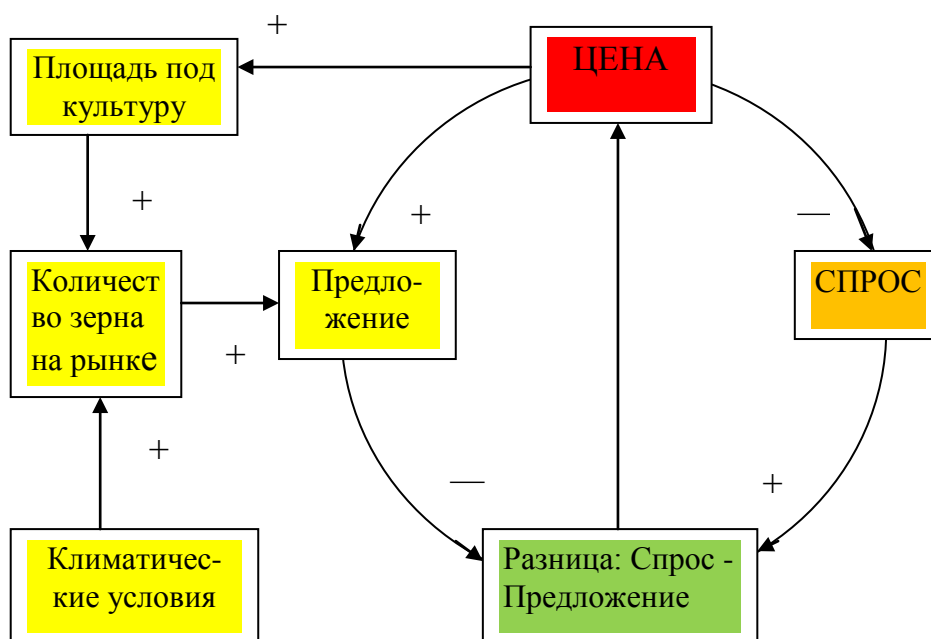 +
ЦЕНА
Площадь под
культуру
+
+
—
Количест
во зерна
на рынке
Предло-
жение
СПРОС
+
+
—
+
Климатичес-
кие условия
Разница: Спрос -
Предложение